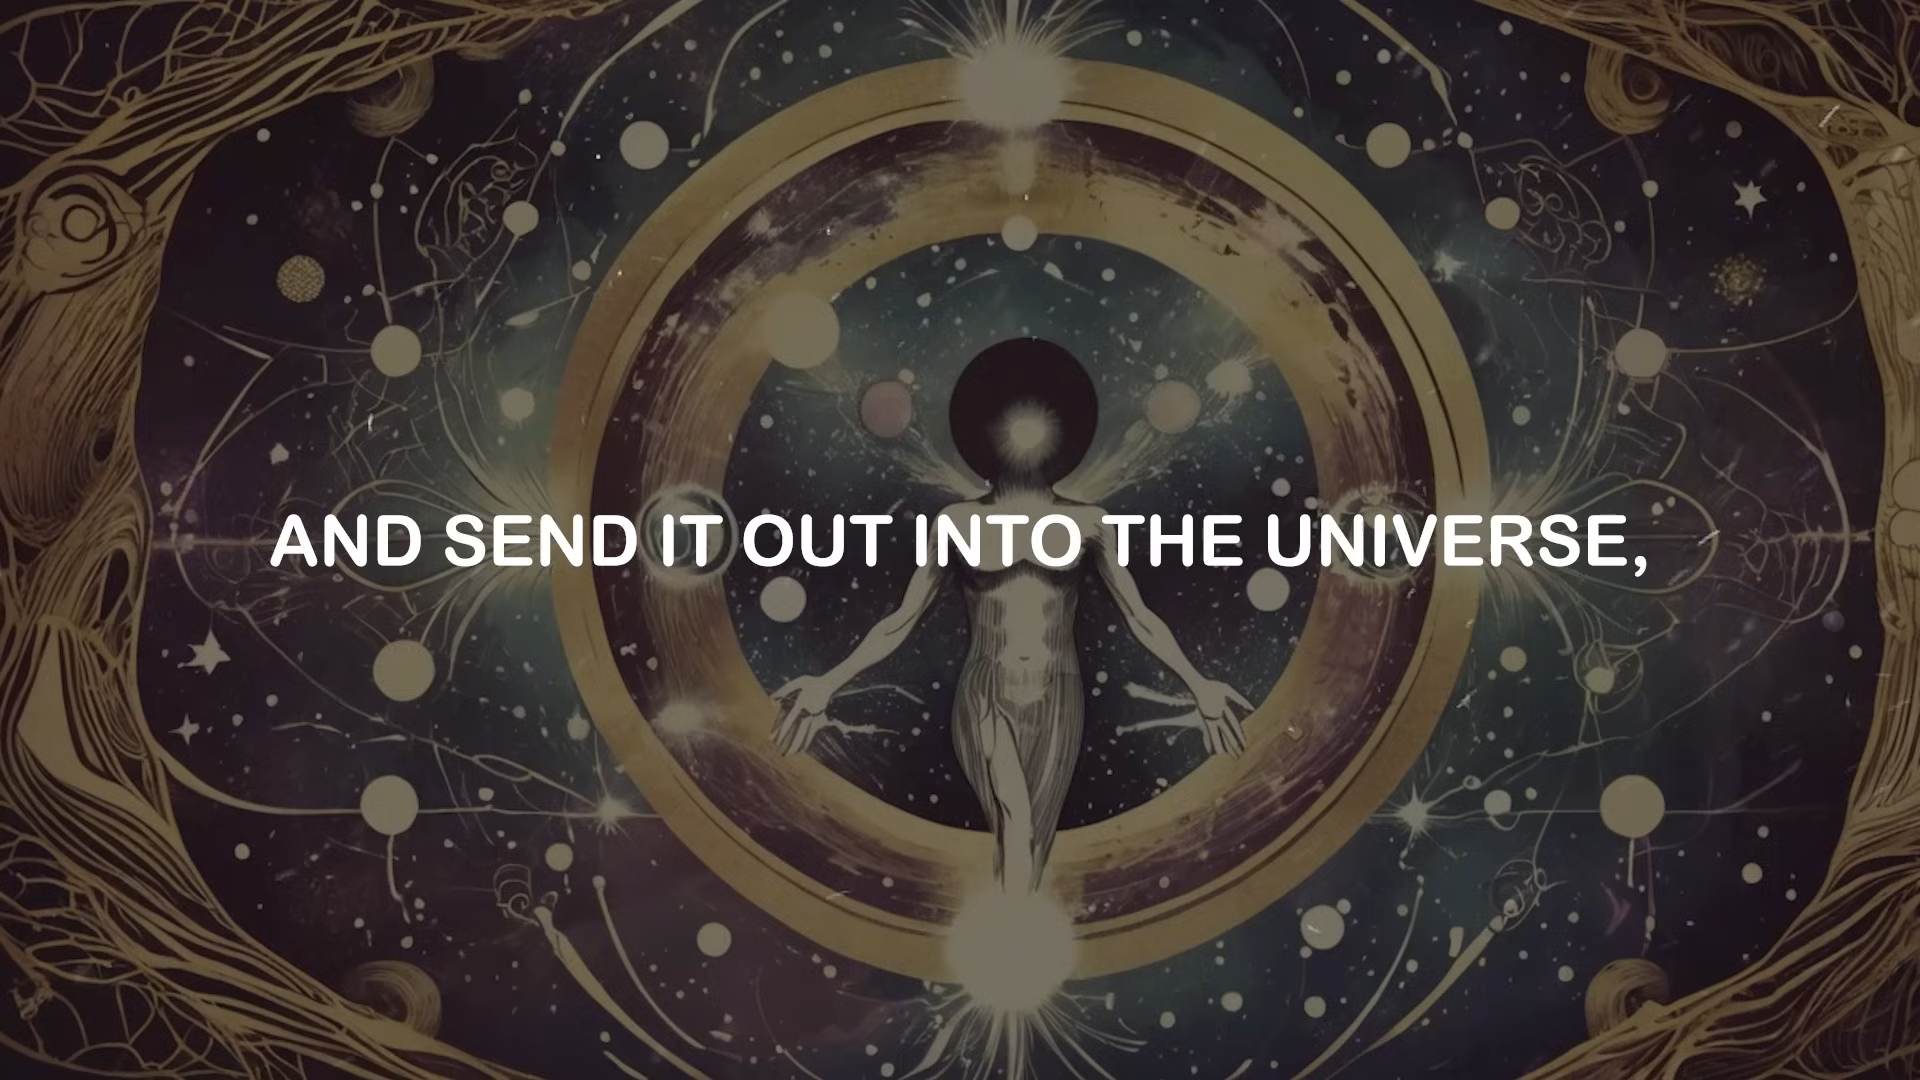 AND SEND IT OUT INTO THE UNIVERSE,